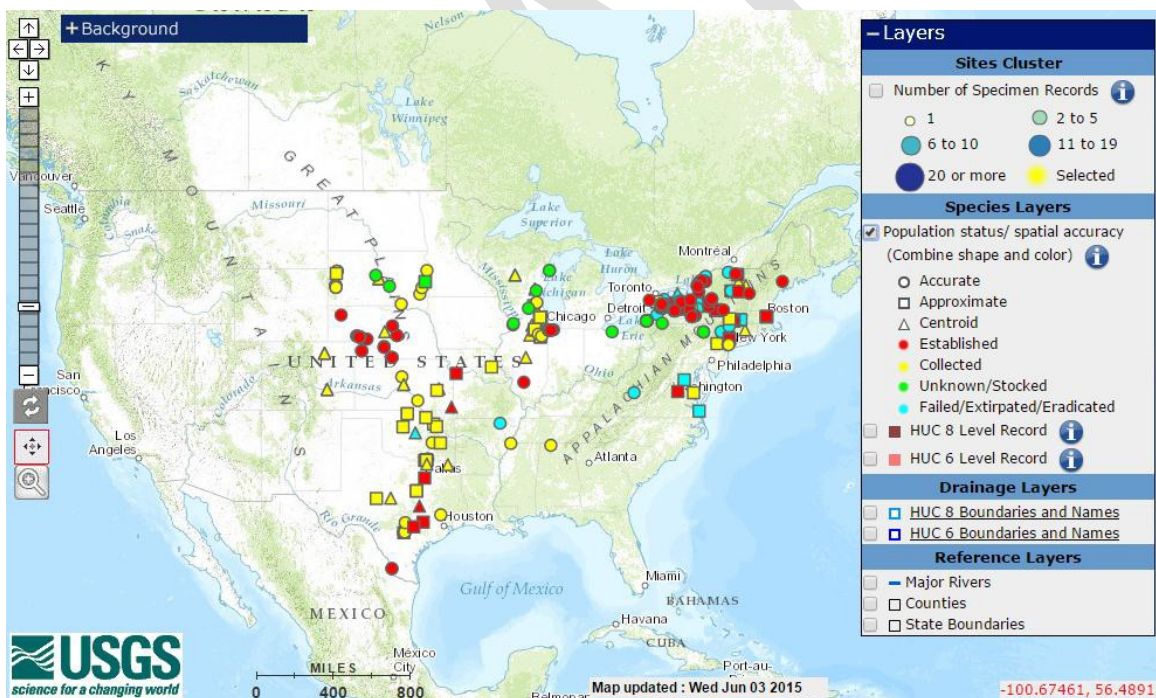 +Background
Nelson
Saskatchewan
Lake
Winnipeg
KY
MOUNTAINS
GREAT PLAINS
Vancouver
Seattle
Columbia
Snake
Missouri
Lake
Superior
Montréal
Lake
Huron
Toronto
Mississippi
Michigan
Chicago
Detroit
Lake
Erie
Boston
New York
Philadelphia
UNITED STATES
Ohio
Washington
APPALACHIAN MOUNTAINS
San
Francisco
Colorado
Arkansas
Los
Angeles
Atlanta
Dallas
Rio Grande
Houston
Gulf of Mexico
Miami
BAHAMAS
MEXICO
Havana
CUBA
México
City
Port-au-
Belmopan
−Layers
Sites Cluster
Number of Specimen Records i
1
2 to 5
6 to 10
11 to 19
20 or more
Selected
Species Layers
Population status/ spatial accuracy
(Combine shape and color) i
Accurate
Approximate
Centroid
Established
Collected
Unknown/Stocked
Failed/Extirpated/Eradicated
HUC 8 Level Record i
HUC 6 Level Record i
Drainage Layers
HUC 8 Boundaries and Names
HUC 6 Boundaries and Names
Reference Layers
Major Rivers
Counties
State Boundaries
USGS
science for a changing world
MILES
0 400 800
Map updated : Wed Jun 03 2015
-100.67461, 56.4891